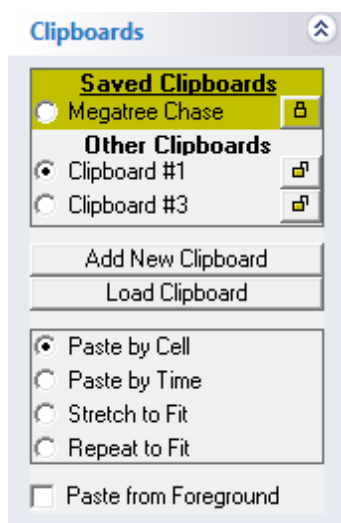 Clipboards
Saved Clipboards
Megatree Chase
Other Clipboards
Clipboard #1
Clipboard #3
Add New Clipboard
Load Clipboard
Paste by Cell
Paste by Time
Stretch to Fit
Repeat to Fit
Paste from Foreground